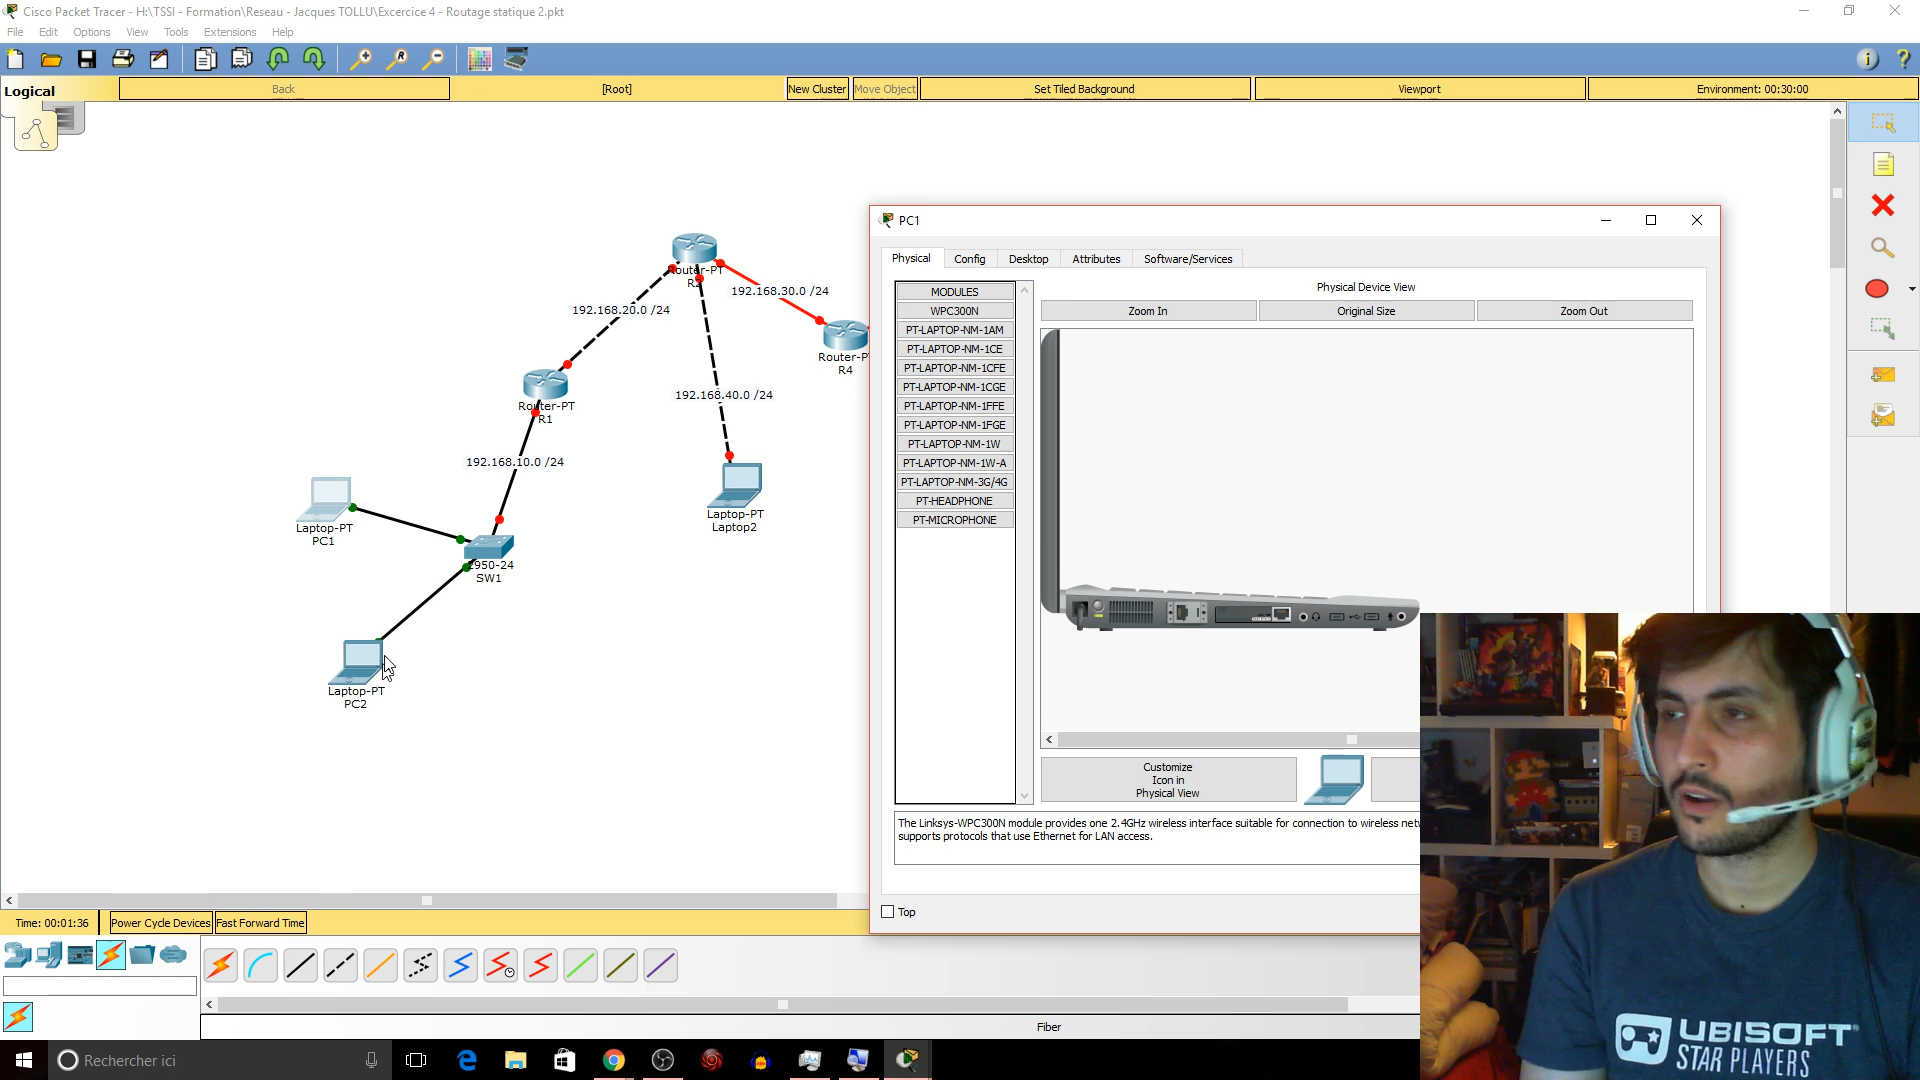 Cisco Packet Tracer - H:\TSSI - Formation\Reseau - Jacques TOLLU\Excercice 4 - Routage statique 2.pkt
File Edit Options View Tools Extensions Help
Logical
Back
[Root]
New Cluster
Move Object
Set Tiled Background
Viewport
Environment: 00:30:00
Router-PT
R2
192.168.20.0 /24
192.168.30.0 /24
Router-PT
R4
192.168.40.0 /24
Router-PT
R1
192.168.10.0 /24
Laptop-PT
PC1
Laptop-PT
Laptop2
2950-24
SW1
Laptop-PT
PC2
PC1
Physical
Config
Desktop
Attributes
Software/Services
MODULES
WPC300N
PT-LAPTOP-NM-1AM
PT-LAPTOP-NM-1CE
PT-LAPTOP-NM-1CFE
PT-LAPTOP-NM-1CGE
PT-LAPTOP-NM-1FFE
PT-LAPTOP-NM-1FGE
PT-LAPTOP-NM-1W
PT-LAPTOP-NM-1W-A
PT-LAPTOP-NM-3G/4G
PT-HEADPHONE
PT-MICROPHONE
Physical Device View
Zoom In
Original Size
Zoom Out
Customize
Icon in
Physical View
The Linksys-WPC300N module provides one 2.4GHz wireless interface suitable for connection to wireless netw
supports protocols that use Ethernet for LAN access.
Top
Time: 00:01:36
Power Cycle Devices
Fast Forward Time
Fiber
Rechercher ici
UBISOFT
STAR PLAYERS